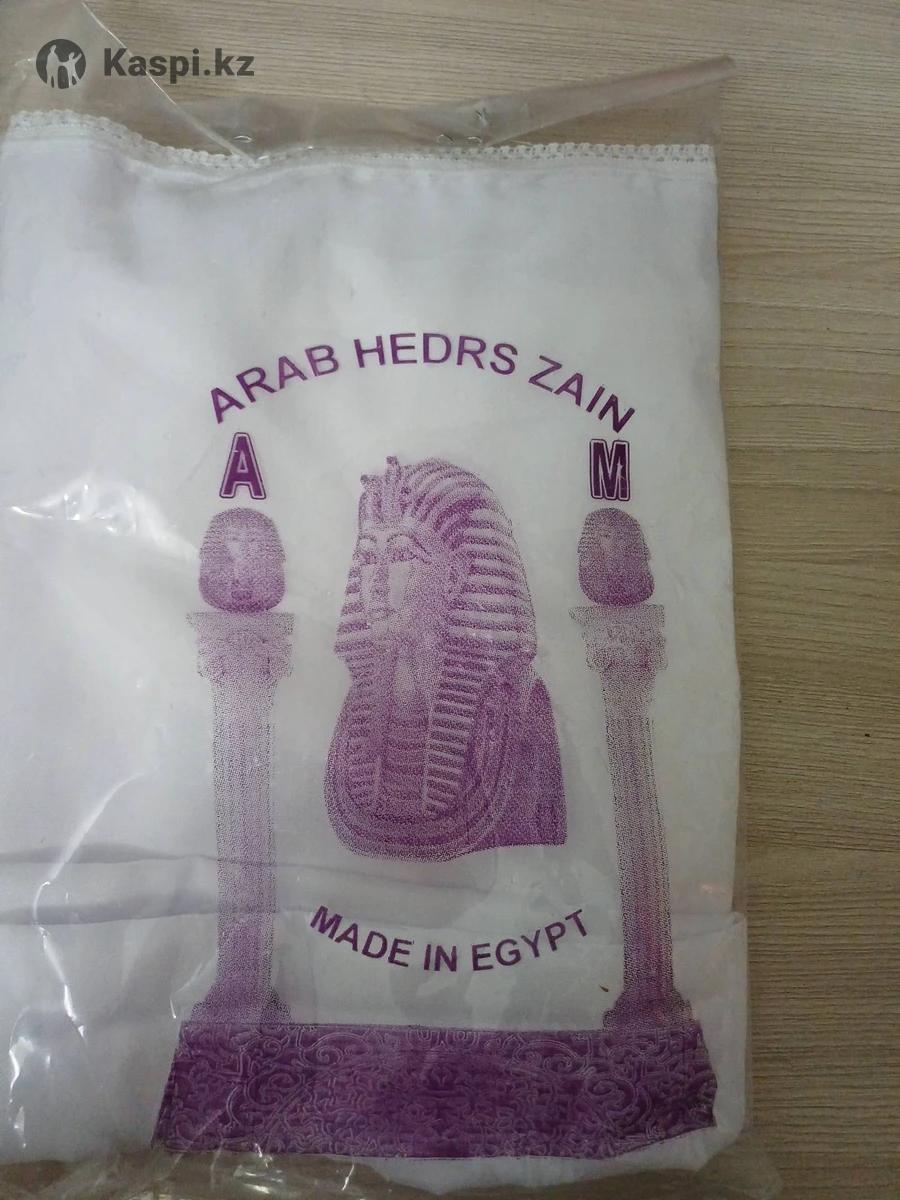 Kaspi.kz
ARAB HEDRS ZAIN
A M
MADE IN EGYPT